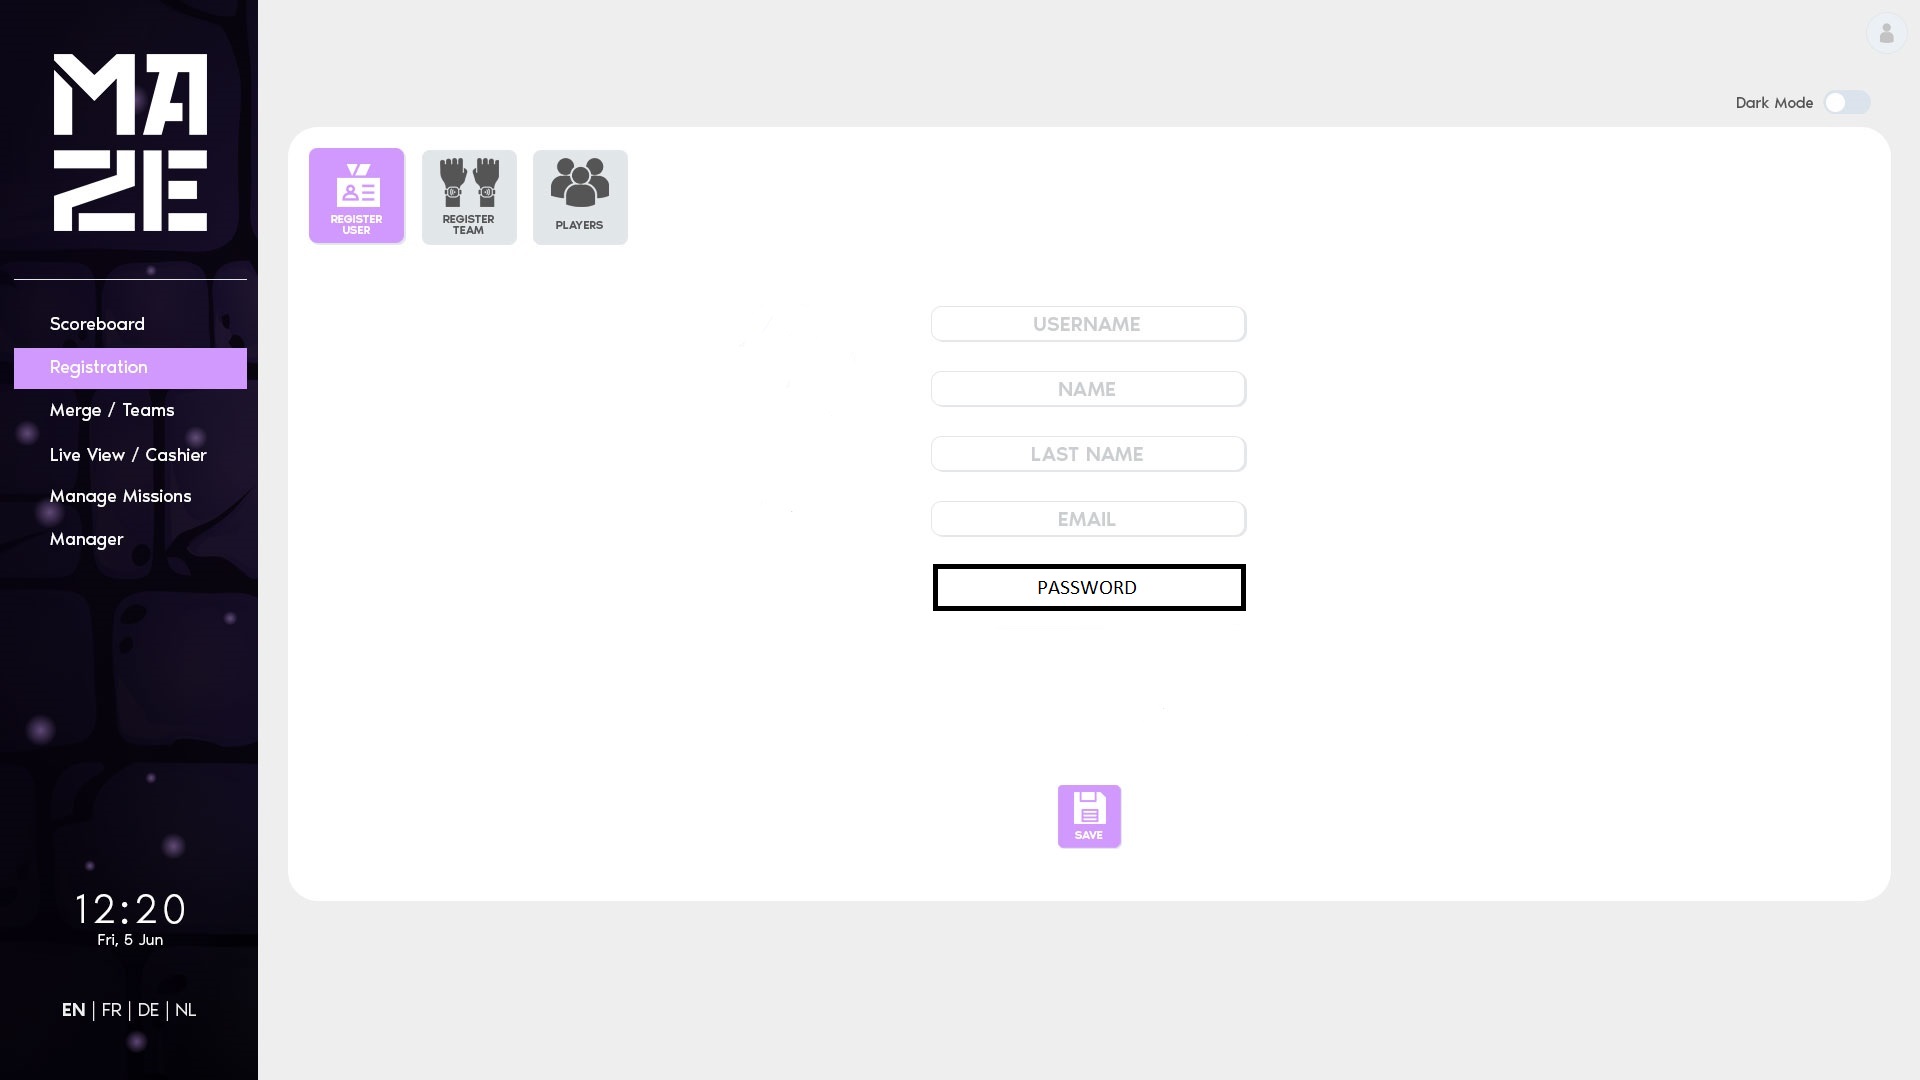 MA
ZE
Scoreboard
Registration
Merge / Teams
Live View / Cashier
Manage Missions
Manager
12:20
Fri, 5 Jun
EN | FR | DE | NL
Dark Mode
REGISTER
USER
REGISTER
TEAM
PLAYERS
USERNAME
NAME
LAST NAME
EMAIL
PASSWORD
SAVE